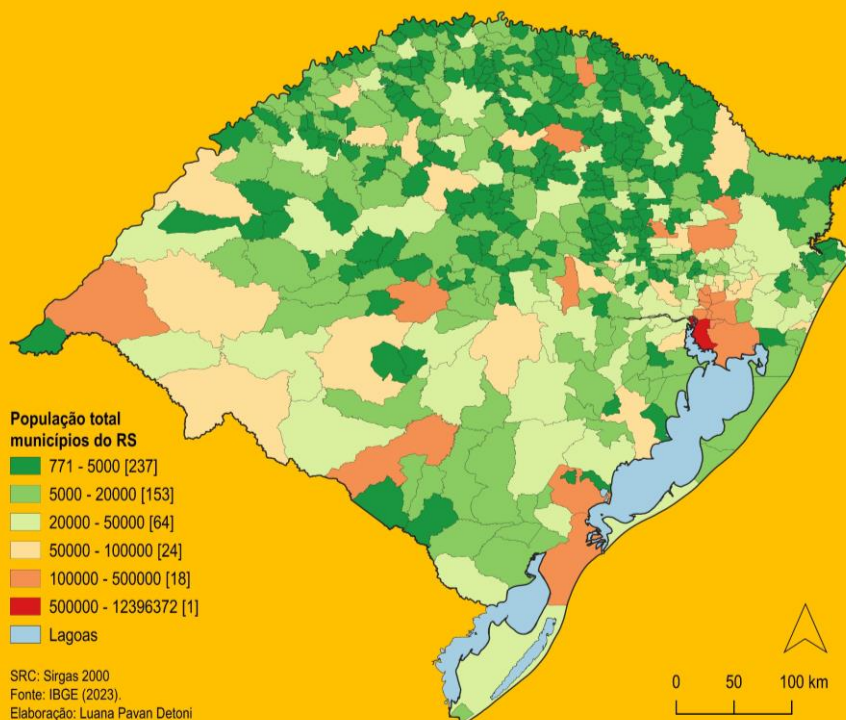 População total
municípios do RS
771 - 5000 [237]
5000 - 20000 [153]
20000 - 50000 [64]
50000 - 100000 [24]
100000 - 500000 [18]
500000 - 12396372 [1]
Lagoas
SRC: Sirgas 2000
Fonte: IBGE (2023).
Elaboração: Luana Pavan Detoni
0 50 100 km